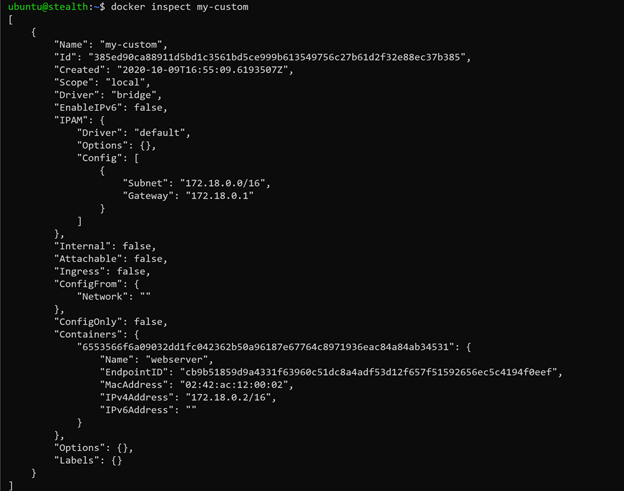 ubuntu@stealth:~$ docker inspect my-custom
[
    {
        "Name": "my-custom",
        "Id": "385ed90ca88911d5bd1c3561bd5ce999b613549756c27b61d2f32e88ec37b385",
        "Created": "2020-10-09T16:55:09.6193507Z",
        "Scope": "local",
        "Driver": "bridge",
        "EnableIPv6": false,
        "IPAM": {
            "Driver": "default",
            "Options": {},
            "Config": [
                {
                    "Subnet": "172.18.0.0/16",
                    "Gateway": "172.18.0.1"
                }
            ]
        },
        "Internal": false,
        "Attachable": false,
        "Ingress": false,
        "ConfigFrom": {
            "Network": ""
        },
        "ConfigOnly": false,
        "Containers": {
            "6553566f6a09032dd1fc042362b50a96187e67764c8971936eac84a84ab34531": {
                "Name": "webserver",
                "EndpointID": "cb9b51859d9a4331f63960c51dc8a4adf53d12f657f51592656ec5c4194f0eef",
                "MacAddress": "02:42:ac:12:00:02",
                "IPv4Address": "172.18.0.2/16",
                "IPv6Address": ""
            }
        },
        "Options": {},
        "Labels": {}
    }
]